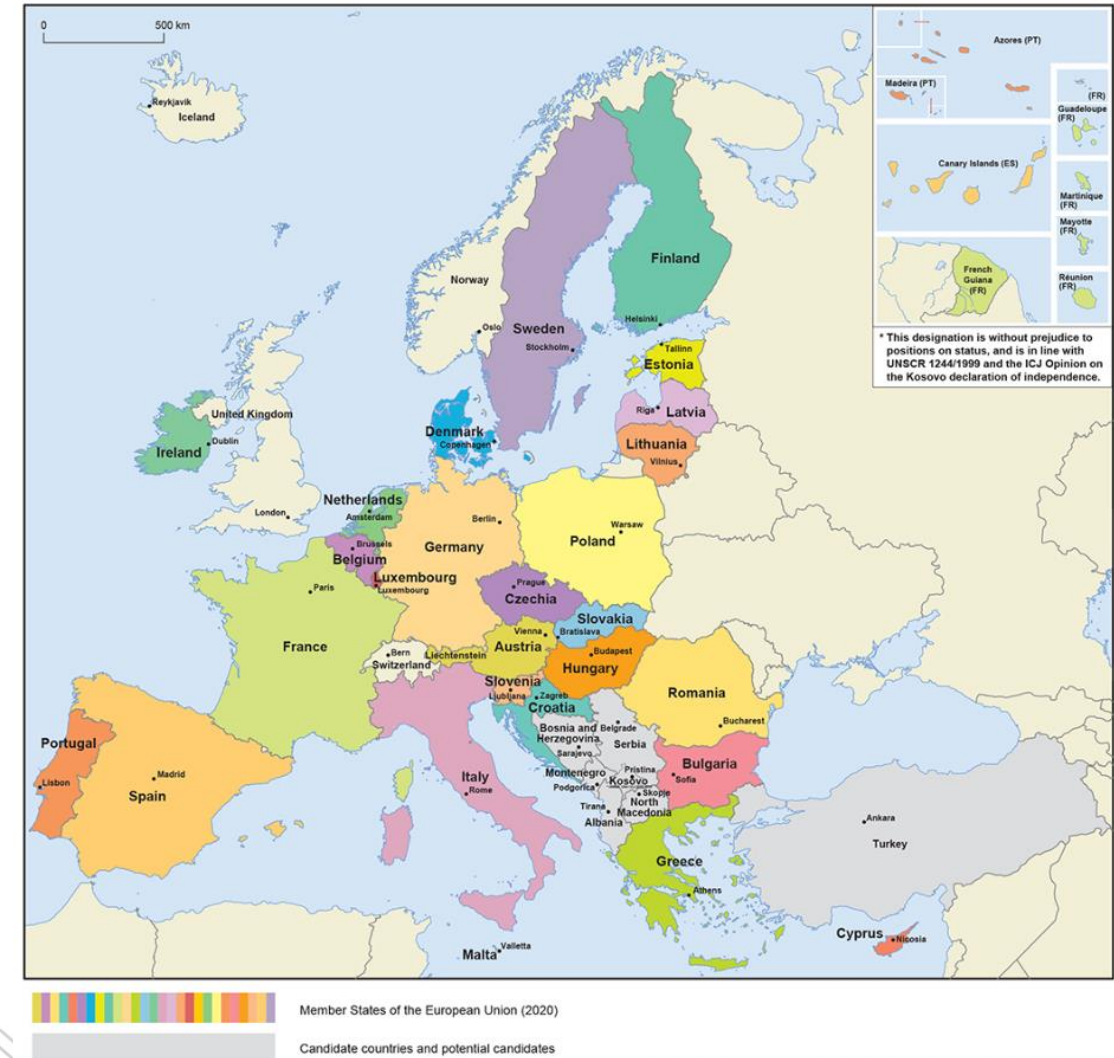 0 500 km
Azores (PT)
Madeira (PT)
(FR)
Guadeloupe
(FR)
Canary Islands (ES)
Martinique
(FR)
Mayotte
(FR)
French
Guiana
(FR)
Réunion
(FR)
* This designation is without prejudice to
positions on status, and is in line with
UNSCR 1244/1999 and the ICJ Opinion on
the Kosovo declaration of independence.
Reykjavik
Iceland
Norway
Oslo
Sweden
Stockholm
Finland
Helsinki
Tallinn
Estonia
Riga
Latvia
Lithuania
Vilnius
Denmark
Copenhagen
United Kingdom
Ireland
Dublin
London
Netherlands
Amsterdam
Brussels
Belgium
Luxembourg
Luxembourg
Berlin
Germany
Warsaw
Poland
Prague
Czechia
Paris
France
Slovakia
Bratislava
Vienna
Austria
Liechtenstein
Bern
Switzerland
Budapest
Hungary
Slovenia
Ljubljana
Zagreb
Croatia
Romania
Bucharest
Bosnia and
Herzegovina
Sarajevo
Belgrade
Serbia
Montenegro
Podgorica
Pristina
Kosovo
Skopje
North
Macedonia
Tirana
Albania
Bulgaria
Sofia
Portugal
Lisbon
Madrid
Spain
Italy
Rome
Greece
Athens
Ankara
Turkey
Malta
Valletta
Cyprus
Nicosia
Member States of the European Union (2020)
Candidate countries and potential candidates